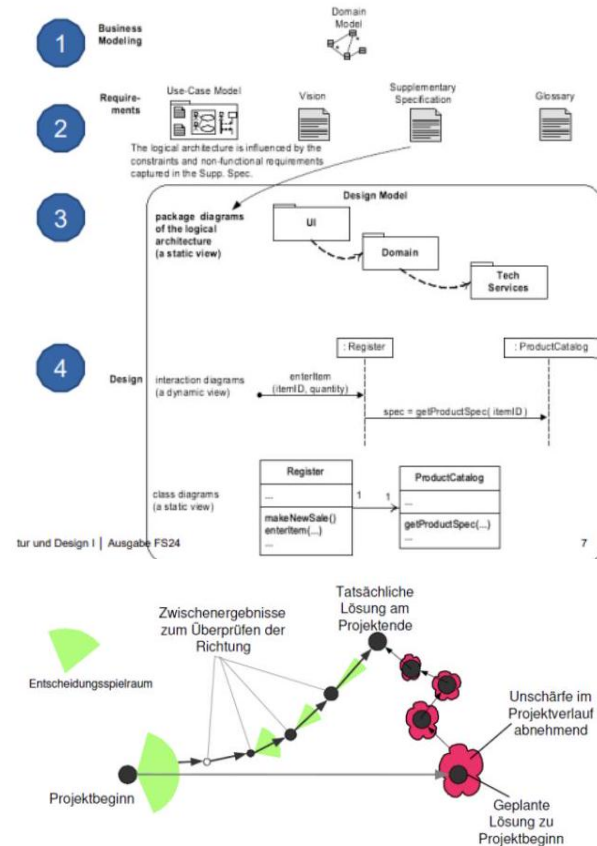 1
Business
Modeling
Domain
Model
2
Require-
ments
Use-Case Model
Vision
Supplementary
Specification
Glossary
The logical architecture is influenced by the
constraints and non-functional requirements
captured in the Supp. Spec.
3
Design Model
package diagrams
of the logical
architecture
(a static view)
UI
Domain
Tech
Services
4
Design
interaction diagrams
(a dynamic view)
: Register
: ProductCatalog
enterItem
(itemID, quantity)
spec = getProductSpec( itemID )
class diagrams
(a static view)
Register
...
makeNewSale()
enterItem(...)
...
1
1
ProductCatalog
...
getProductSpec(...)
...
tur und Design I | Ausgabe FS24
7
Entscheidungsspielraum
Zwischenergebnisse
zum Überprüfen der
Richtung
Tatsächliche
Lösung am
Projektende
Unschärfe im
Projektverlauf
abnehmend
Projektbeginn
Geplante
Lösung zu
Projektbeginn